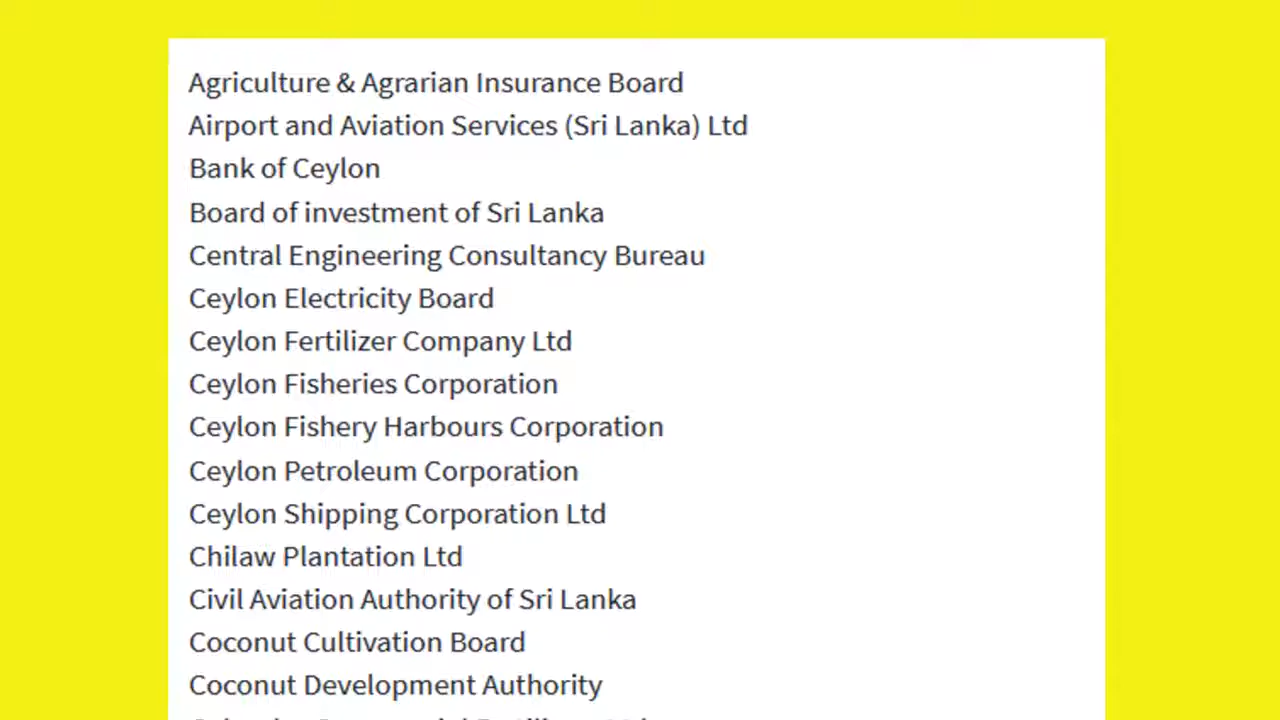 Agriculture & Agrarian Insurance Board
Airport and Aviation Services (Sri Lanka) Ltd
Bank of Ceylon
Board of investment of Sri Lanka
Central Engineering Consultancy Bureau
Ceylon Electricity Board
Ceylon Fertilizer Company Ltd
Ceylon Fisheries Corporation
Ceylon Fishery Harbours Corporation
Ceylon Petroleum Corporation
Ceylon Shipping Corporation Ltd
Chilaw Plantation Ltd
Civil Aviation Authority of Sri Lanka
Coconut Cultivation Board
Coconut Development Authority